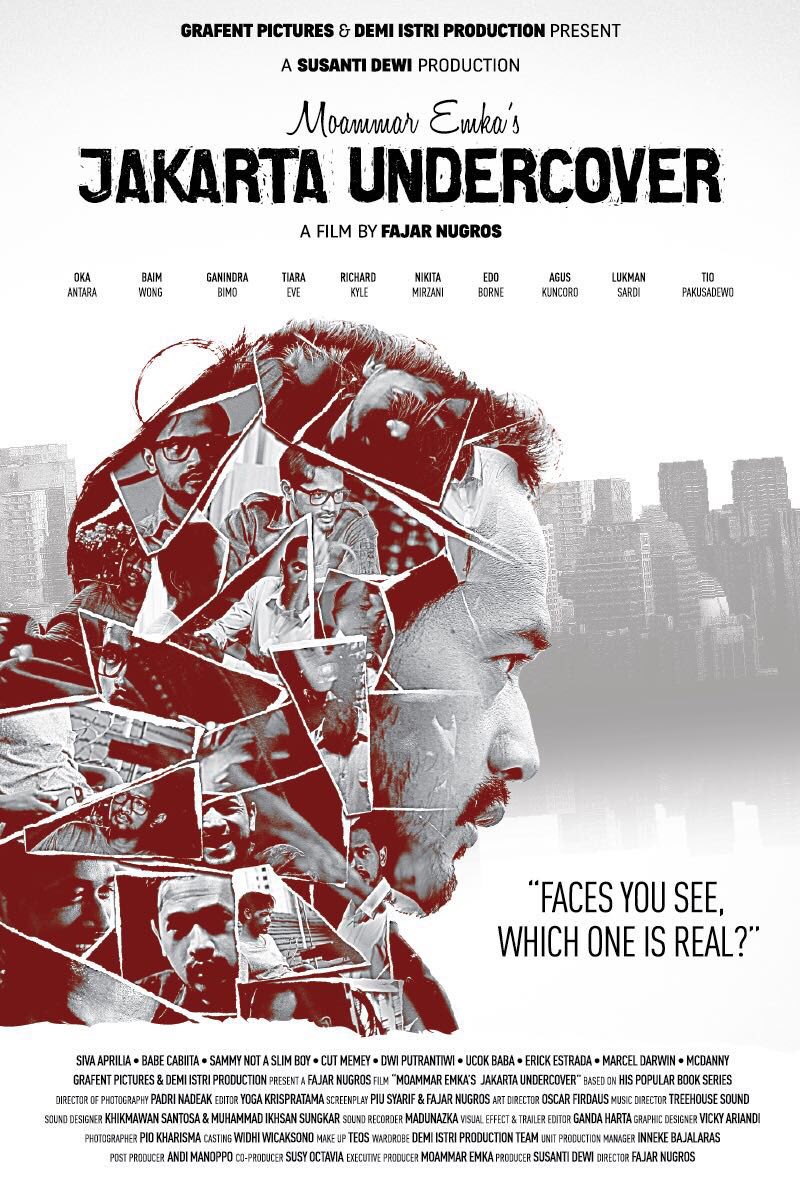 GRAFENT PICTURES & DEMI ISTRI PRODUCTION PRESENT
A SUSANTI DEWI PRODUCTION
Moammar Emka's
JAKARTA UNDERCOVER
A FILM BY FAJAR NUGROS
OKA ANTARA
BAIM WONG
GANINDRA BIMO
TIARA EVE
RICHARD KYLE
NIKITA MIRZANI
EDO BORNE
AGUS KUNCORO
LUKMAN SARDI
TIO PAKUSADEWO
"FACES YOU SEE,
WHICH ONE IS REAL?"
SIVA APRILIA • BABE CABIITA • SAMMY NOT A SLIM BOY • CUT MEMEY • DWI PUTRANTIWI • UCOK BABA • ERICK ESTRADA • MARCEL DARWIN • MCDANNY
GRAFENT PICTURES & DEMI ISTRI PRODUCTION PRESENT A FAJAR NUGROS FILM "MOAMMAR EMKA'S JAKARTA UNDERCOVER" BASED ON HIS POPULAR BOOK SERIES
DIRECTOR OF PHOTOGRAPHY PADRI NADEAK EDITOR YOGA KRISPRATAMA SCREENPLAY PIU SYARIF & FAJAR NUGROS ART DIRECTOR OSCAR FIRDAUS MUSIC DIRECTOR TREEHOUSE SOUND
SOUND DESIGNER KHIKMAWAN SANTOSA & MUHAMMAD IKHSAN SUNGKAR SOUND RECORDER MADUNAZKA VISUAL EFFECT & TRAILER EDITOR GANDA HARTA GRAPHIC DESIGNER VICKY ARIANDI
PHOTOGRAPHER PIO KHARISMA CASTING WIDHI WICAKSONO MAKE UP TEOS WARDROBE DEMI ISTRI PRODUCTION TEAM UNIT PRODUCTION MANAGER INNEKE BAJALARAS
POST PRODUCER ANDI MANOPPO CO-PRODUCER SUSY OCTAVIA EXECUTIVE PRODUCER MOAMMAR EMKA PRODUCER SUSANTI DEWI DIRECTOR FAJAR NUGROS